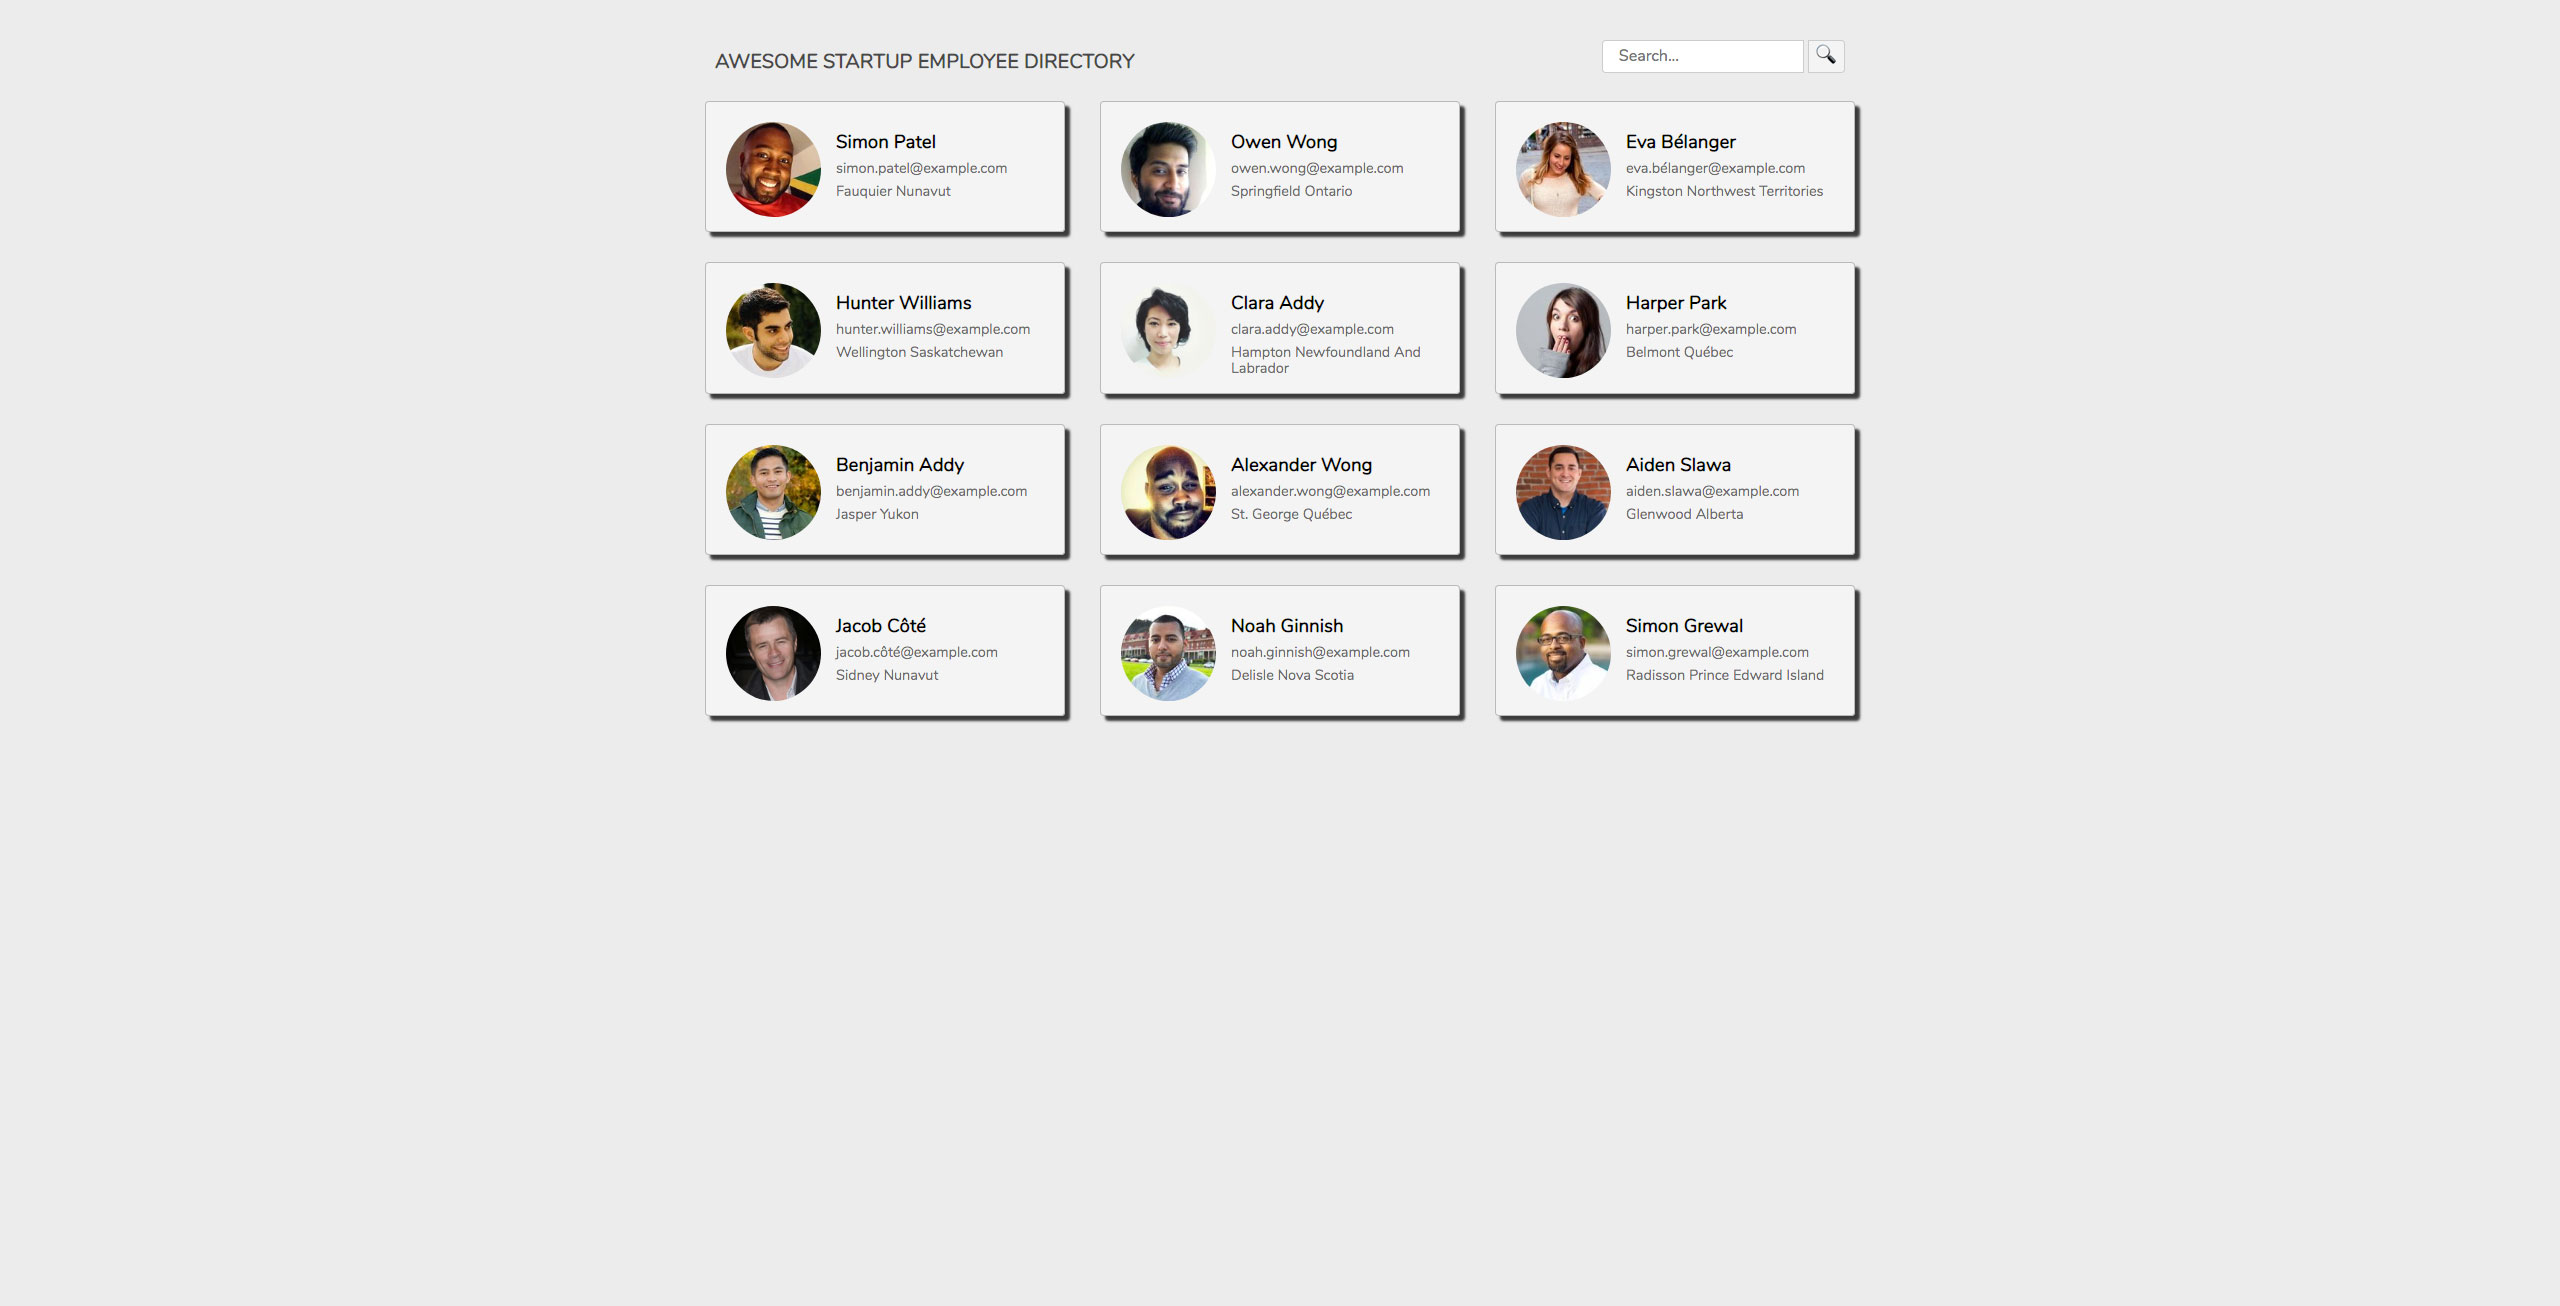 AWESOME STARTUP EMPLOYEE DIRECTORY
Search...
Simon Patel
simon.patel@example.com
Fauquier Nunavut
Owen Wong
owen.wong@example.com
Springfield Ontario
Eva Bélanger
eva.bélanger@example.com
Kingston Northwest Territories
Hunter Williams
hunter.williams@example.com
Wellington Saskatchewan
Clara Addy
clara.addy@example.com
Hampton Newfoundland And
Labrador
Harper Park
harper.park@example.com
Belmont Québec
Benjamin Addy
benjamin.addy@example.com
Jasper Yukon
Alexander Wong
alexander.wong@example.com
St. George Québec
Aiden Slawa
aiden.slawa@example.com
Glenwood Alberta
Jacob Côté
jacob.côté@example.com
Sidney Nunavut
Noah Ginnish
noah.ginnish@example.com
Delisle Nova Scotia
Simon Grewal
simon.grewal@example.com
Radisson Prince Edward Island